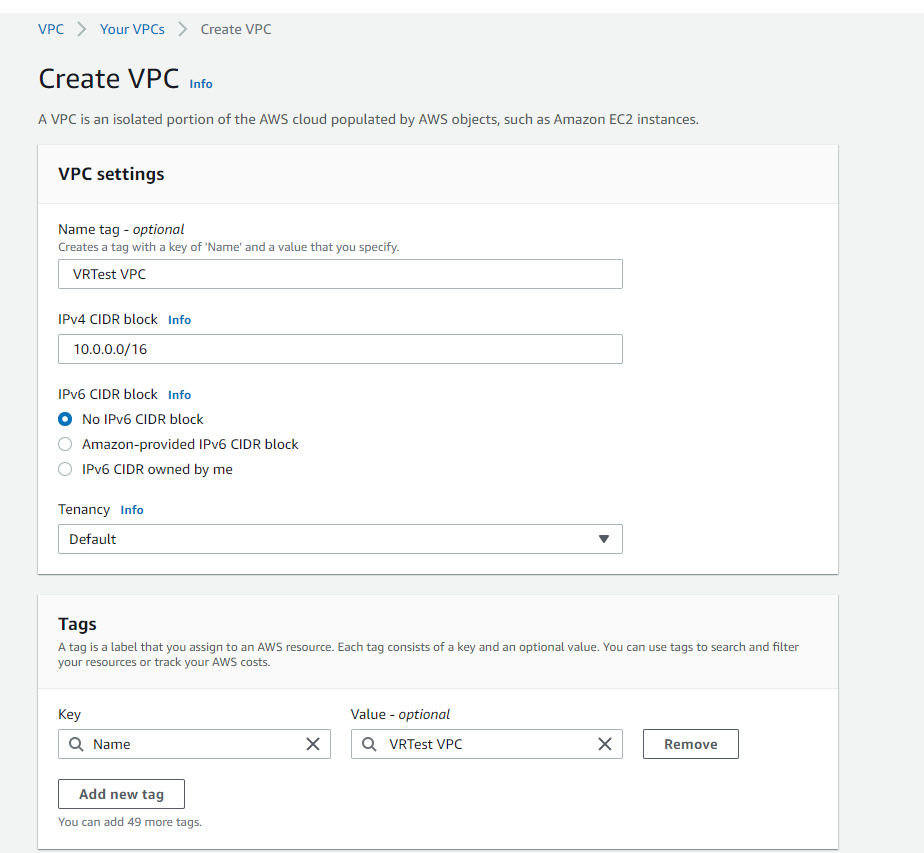 VPC > Your VPCs > Create VPC
Create VPC Info
A VPC is an isolated portion of the AWS cloud populated by AWS objects, such as Amazon EC2 instances.
VPC settings
Name tag - optional
Creates a tag with a key of 'Name' and a value that you specify.
VRTest VPC
IPv4 CIDR block Info
10.0.0.0/16
IPv6 CIDR block Info
No IPv6 CIDR block
Amazon-provided IPv6 CIDR block
IPv6 CIDR owned by me
Tenancy Info
Default
Tags
A tag is a label that you assign to an AWS resource. Each tag consists of a key and an optional value. You can use tags to search and filter
your resources or track your AWS costs.
Key Value - optional
Name VRTest VPC Remove
Add new tag
You can add 49 more tags.